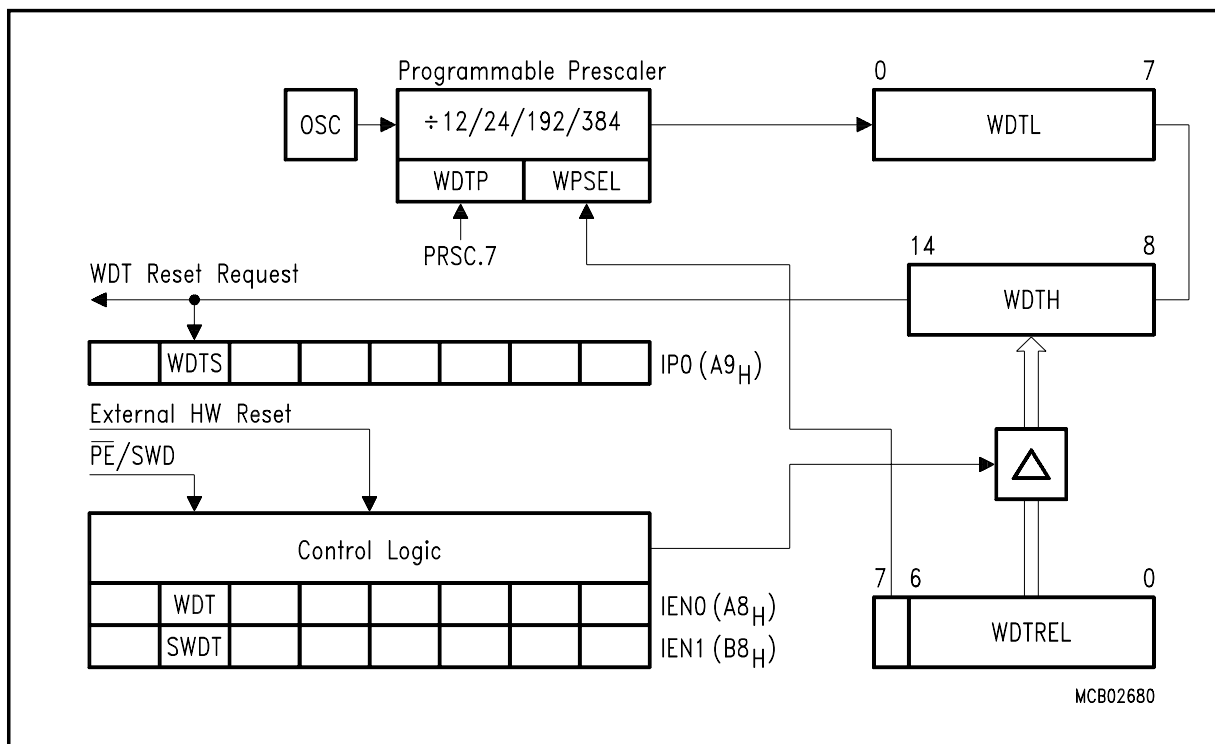 Programmable Prescaler
0 7
OSC
÷12/24/192/384
WDTL
WDTP WPSEL
PRSC.7
14 8
WDT Reset Request
WDTH
WDTS
IP0 (A9H)
External HW Reset
PE/SWD
Control Logic
7 6 0
WDT
IEN0 (A8H)
WDTREL
SWDT
IEN1 (B8H)
MCB02680